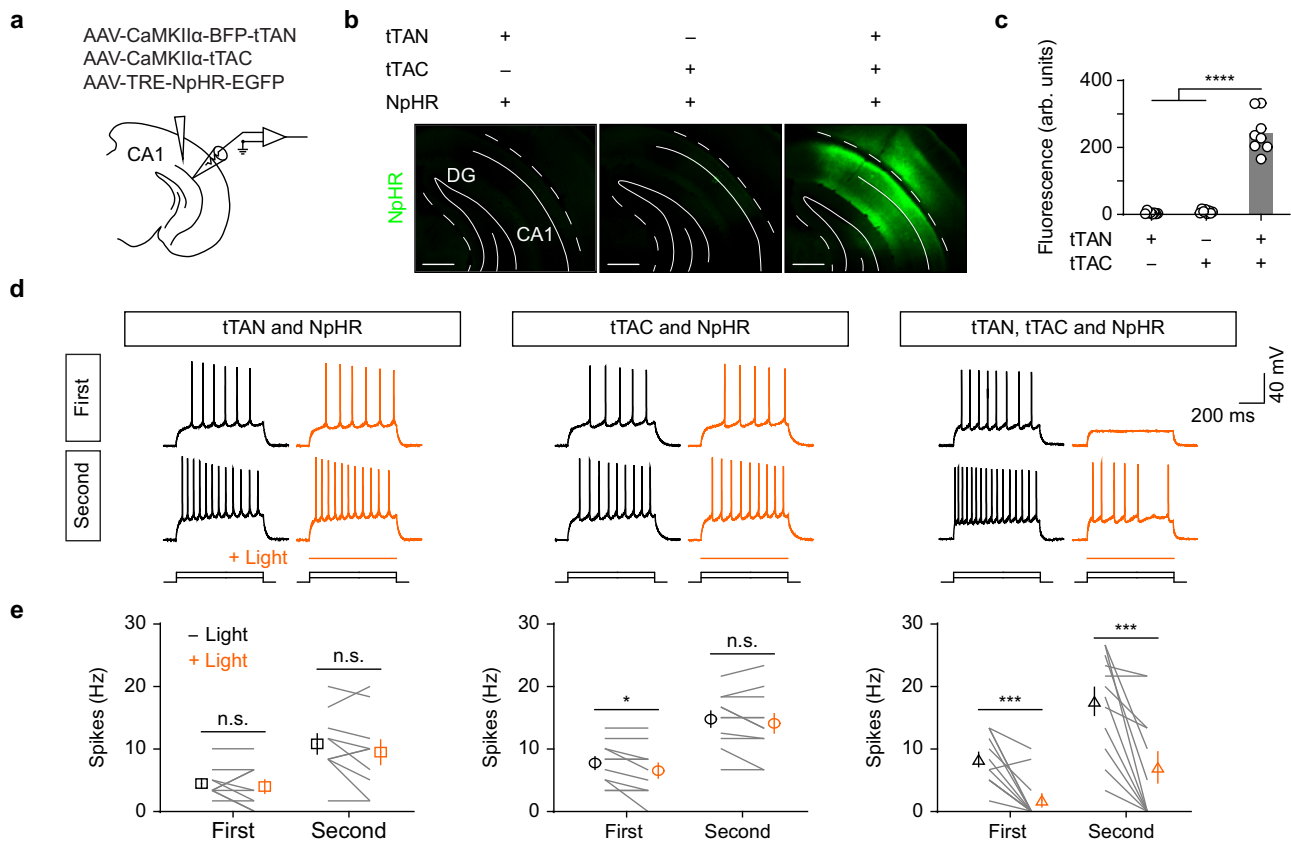 a
AAV-CaMKIIα-BFP-tTAN
AAV-CaMKIIα-tTAC
AAV-TRE-NpHR-EGFP
CA1
b
tTAN + – +
tTAC – + +
NpHR + + +
NpHR
DG
CA1
c
Fluorescence (arb. units)
400
200
0
****
tTAN + – +
tTAC – + +
d
tTAN and NpHR
tTAC and NpHR
tTAN, tTAC and NpHR
First
Second
40 mV
200 ms
+ Light
e
Spikes (Hz)
30
20
10
0
– Light
+ Light
n.s.
n.s.
First Second
Spikes (Hz)
30
20
10
0
*
n.s.
First Second
Spikes (Hz)
30
20
10
0
***
***
First Second